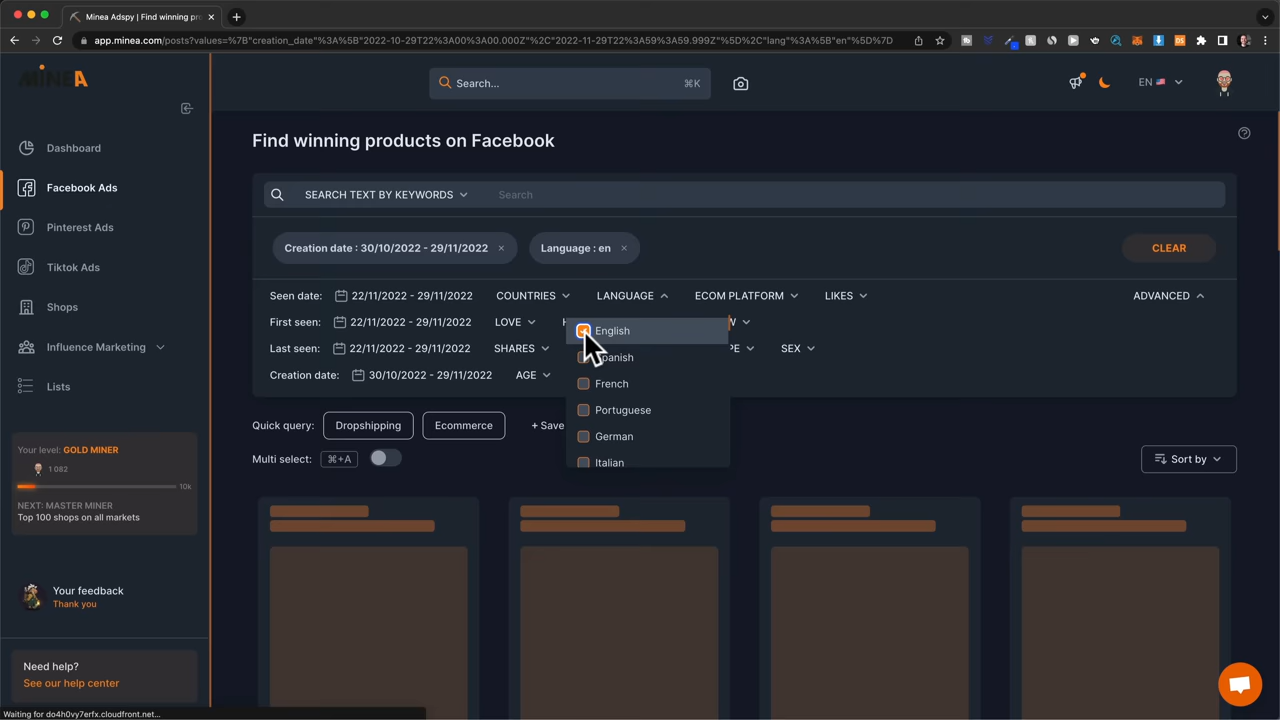 Minea Adspy | Find winning pro
app.minea.com/posts?values=%7B"creation_date"%3A%5B"2022-10-29T22%3A00%3A00.000Z"%2C"2022-11-29T22%3A59%3A59.999Z"%5D%2C"lang"%3A%5B"en"%5D%7D
MINEA
Search...
⌘K
EN
Dashboard
Facebook Ads
Pinterest Ads
Tiktok Ads
Shops
Influence Marketing
Lists
Your level: GOLD MINER
1 082
10k
NEXT: MASTER MINER
Top 100 shops on all markets
Your feedback
Thank you
Need help?
See our help center
Find winning products on Facebook
SEARCH TEXT BY KEYWORDS
Search
Creation date : 30/10/2022 - 29/11/2022 ×
Language : en ×
CLEAR
Seen date: 22/11/2022 - 29/11/2022 COUNTRIES LANGUAGE ECOM PLATFORM LIKES ADVANCED
First seen: 22/11/2022 - 29/11/2022 LOVE
Last seen: 22/11/2022 - 29/11/2022 SHARES PE SEX
Creation date: 30/10/2022 - 29/11/2022 AGE
English
panish
French
Portuguese
German
Italian
Quick query: Dropshipping Ecommerce + Save
Multi select: ⌘+A
Sort by
Waiting for do4h0vy7erfx.cloudfront.net...